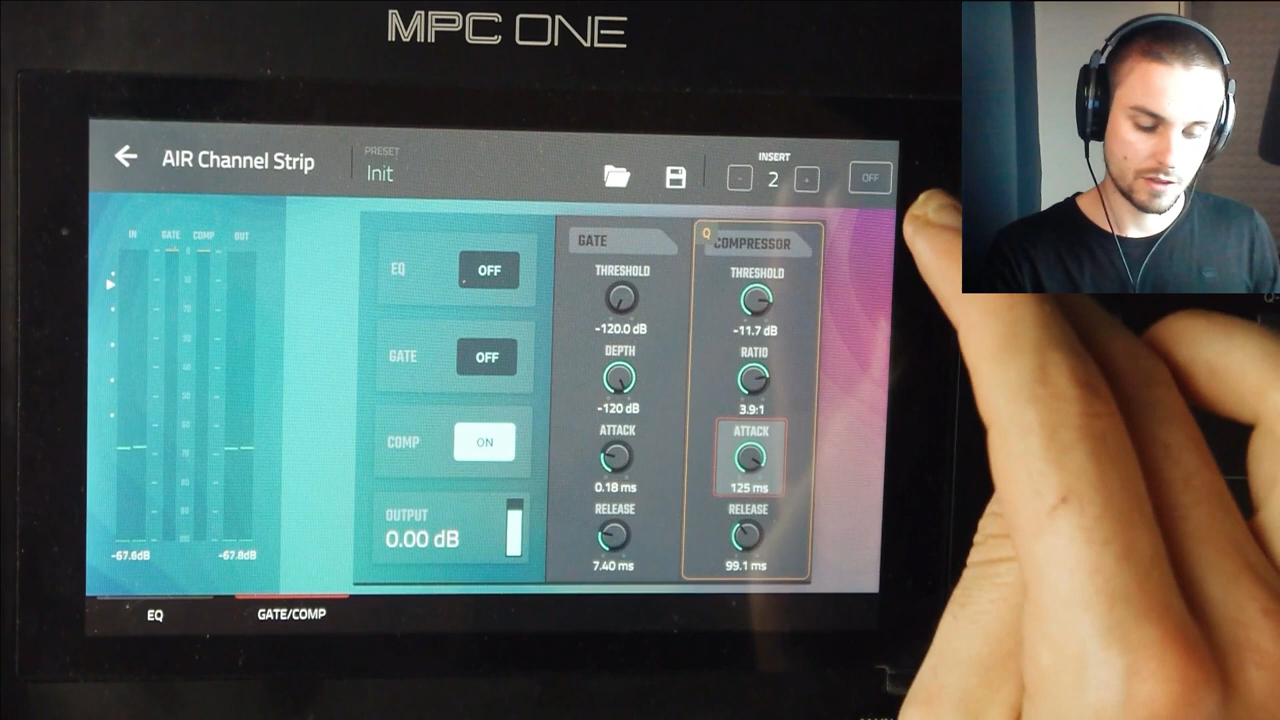 MPC ONE
AIR Channel Strip
PRESET
Init
INSERT
- 2 +
OFF
IN GATE COMP OUT
-67.6dB -67.8dB
EQ OFF
GATE OFF
COMP ON
OUTPUT
0.00 dB
GATE
THRESHOLD
-120.0 dB
DEPTH
-120 dB
ATTACK
0.18 ms
RELEASE
7.40 ms
Q
COMPRESSOR
THRESHOLD
-11.7 dB
RATIO
3.9:1
ATTACK
125 ms
RELEASE
99.1 ms
EQ
GATE/COMP